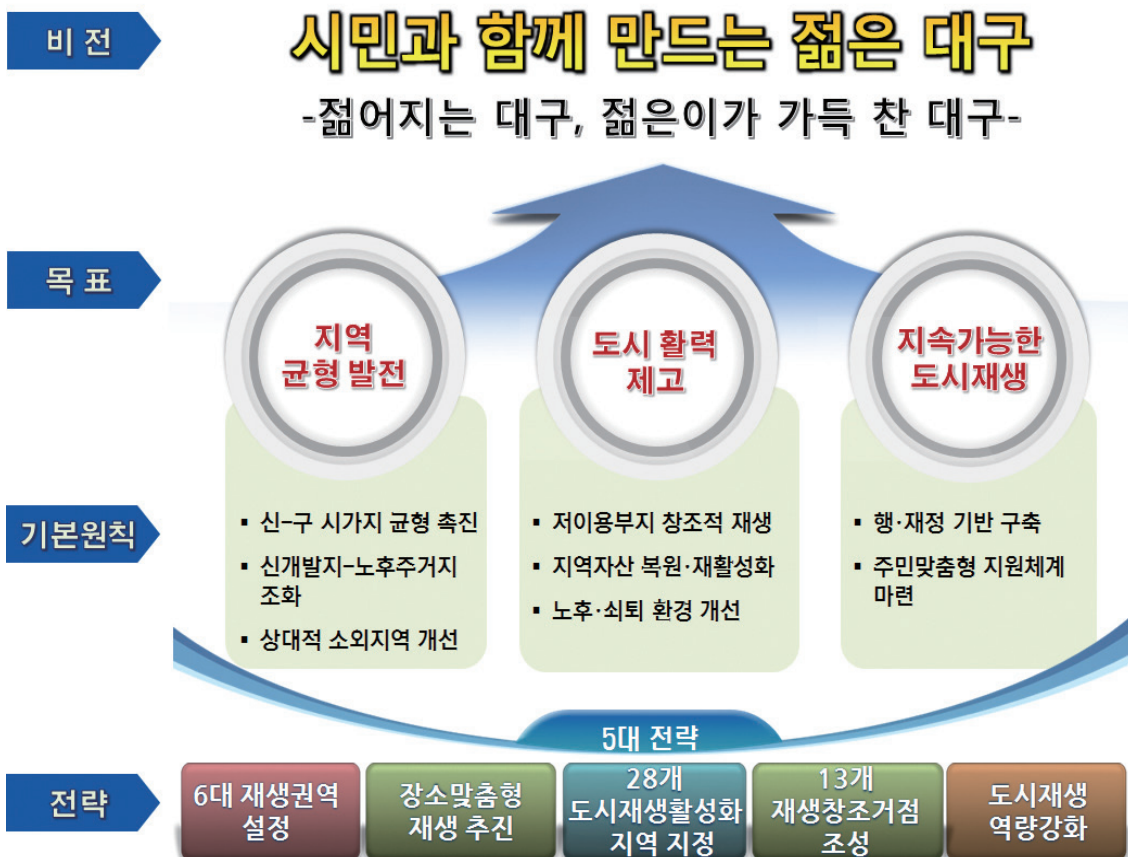 비 전
시민과 함께 만드는 젊은 대구
-젊어지는 대구, 젊은이가 가득 찬 대구-
목 표
지역
균형 발전
도시 활력
제고
지속가능한
도시재생
기본원칙
▪ 신-구 시가지 균형 촉진
▪ 신개발지-노후주거지
조화
▪ 상대적 소외지역 개선
▪ 저이용부지 창조적 재생
▪ 지역자산 복원·재활성화
▪ 노후·쇠퇴 환경 개선
▪ 행·재정 기반 구축
▪ 주민맞춤형 지원체계
마련
5대 전략
전략
6대 재생권역
설정
장소맞춤형
재생 추진
28개
도시재생활성화
지역 지정
13개
재생창조거점
조성
도시재생
역량강화